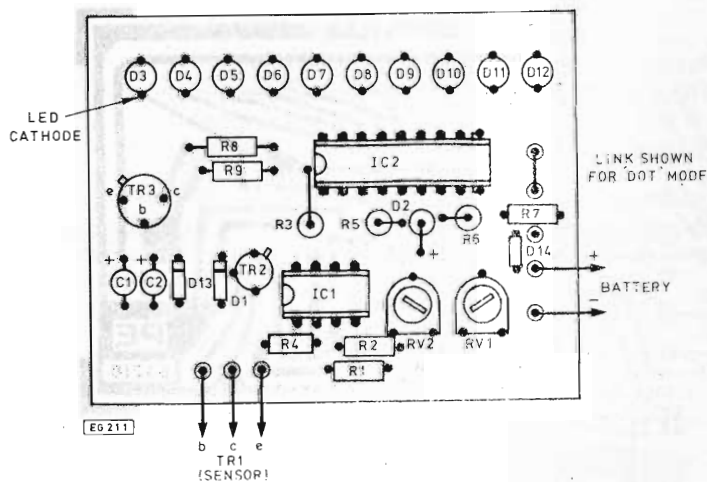 D3 D4 D5 D6 D7 D8 D9 D10 D11 D12
LED
CATHODE
R8
R9
IC2
LINK SHOWN
FOR 'DOT' MODE
e TR3 c
b
R3
R5
D2
R6
R7
+
D14
+
BATTERY
-
+ +
C1 C2 D13 D1 TR2
IC1
RV2 RV1
R4
R2
R1
b c e
TR1
(SENSOR)
EG 211